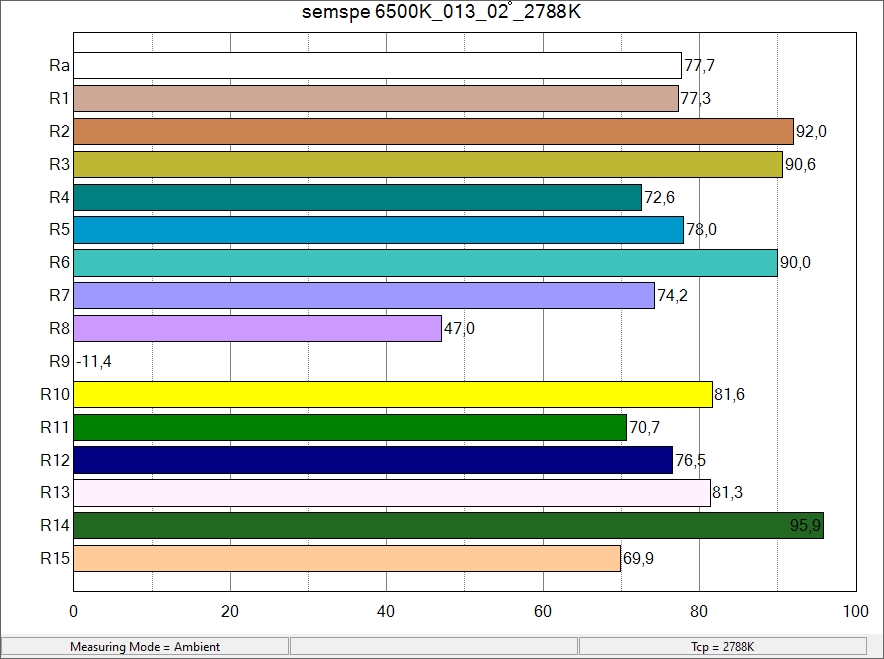 semspe 6500K_013_02°_2788K
Ra 77,7
R1 77,3
R2 92,0
R3 90,6
R4 72,6
R5 78,0
R6 90,0
R7 74,2
R8 47,0
R9 -11,4
R10 81,6
R11 70,7
R12 76,5
R13 81,3
R14 95,9
R15 69,9
0 20 40 60 80 100
Measuring Mode = Ambient Tcp = 2788K